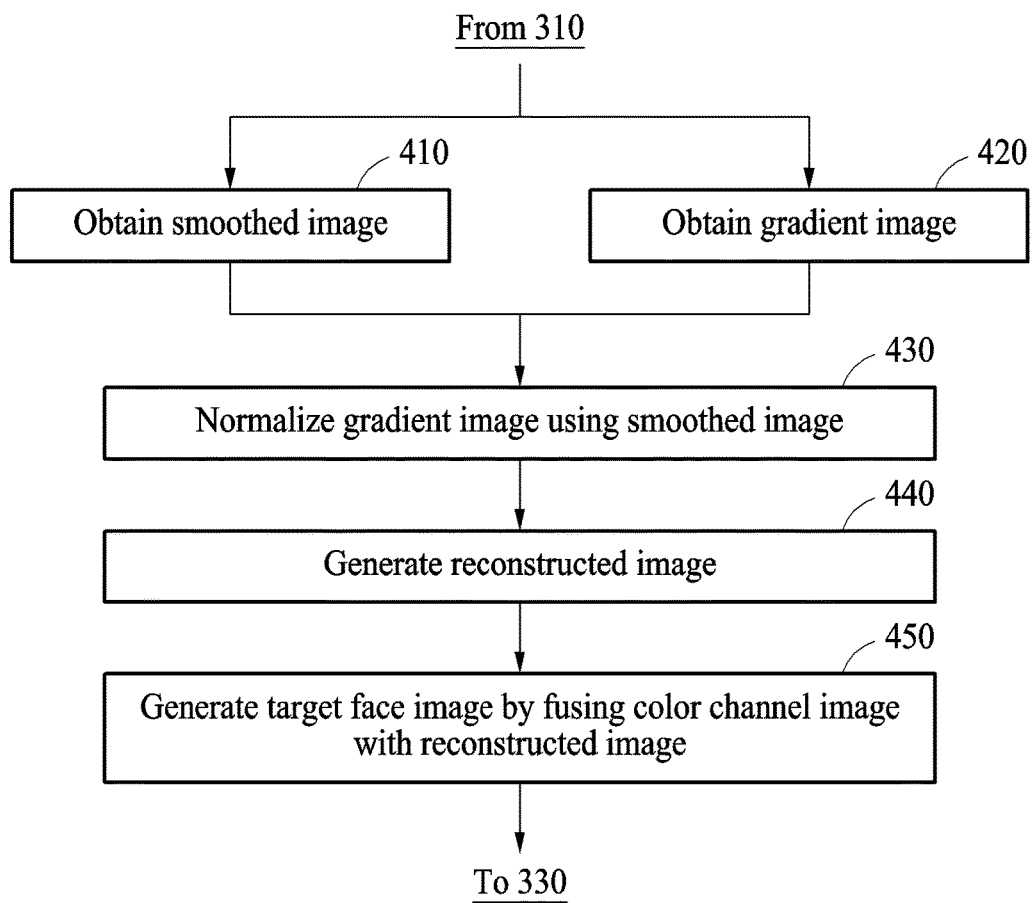 From 310
410
420
Obtain smoothed image
Obtain gradient image
430
Normalize gradient image using smoothed image
440
Generate reconstructed image
450
Generate target face image by fusing color channel image
with reconstructed image
To 330